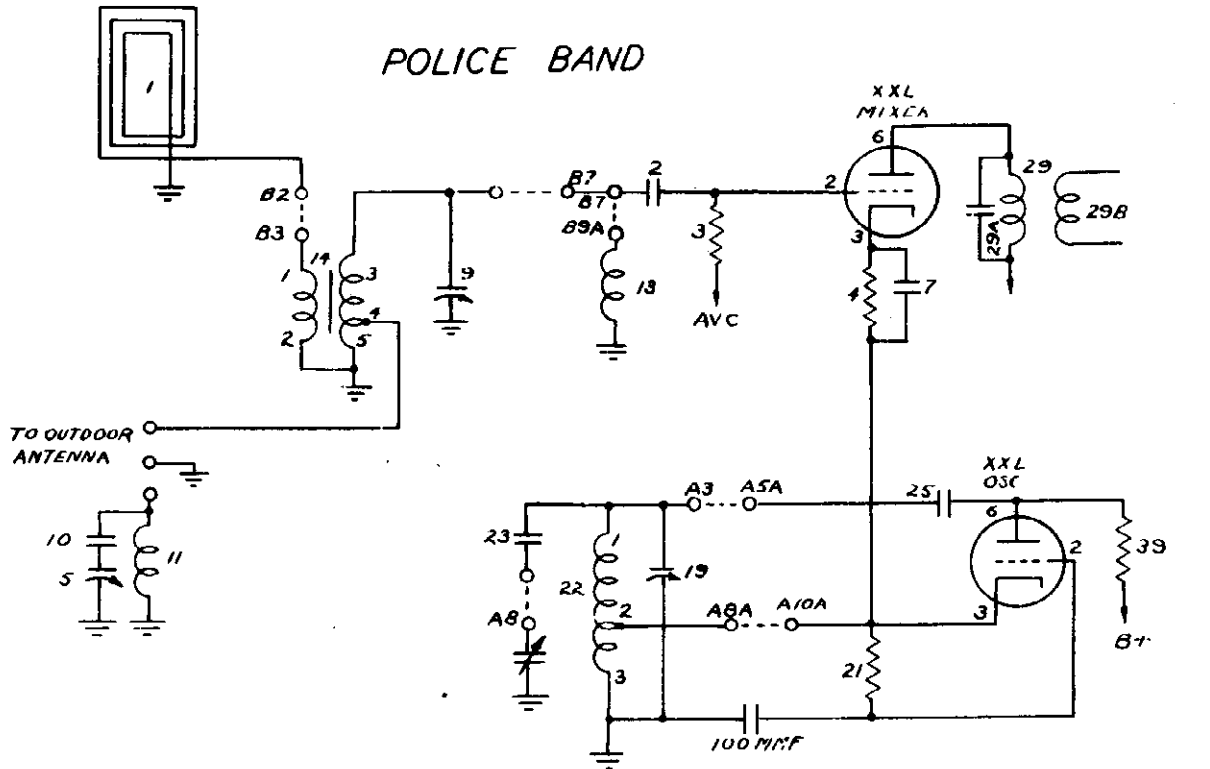 POLICE BAND
1
XXL
MIXER
6
2
3
B2
B3
14
1
2
3
4
5
9
B7
B7
B9A
13
2
3
AVC
4
7
29
29A
29B
TO OUTDOOR
ANTENNA
10
5
11
A3
A5A
25
XXL
OSC
6
2
3
39
B+
23
A8
22
1
2
3
19
A8A
A10A
21
100 MMF